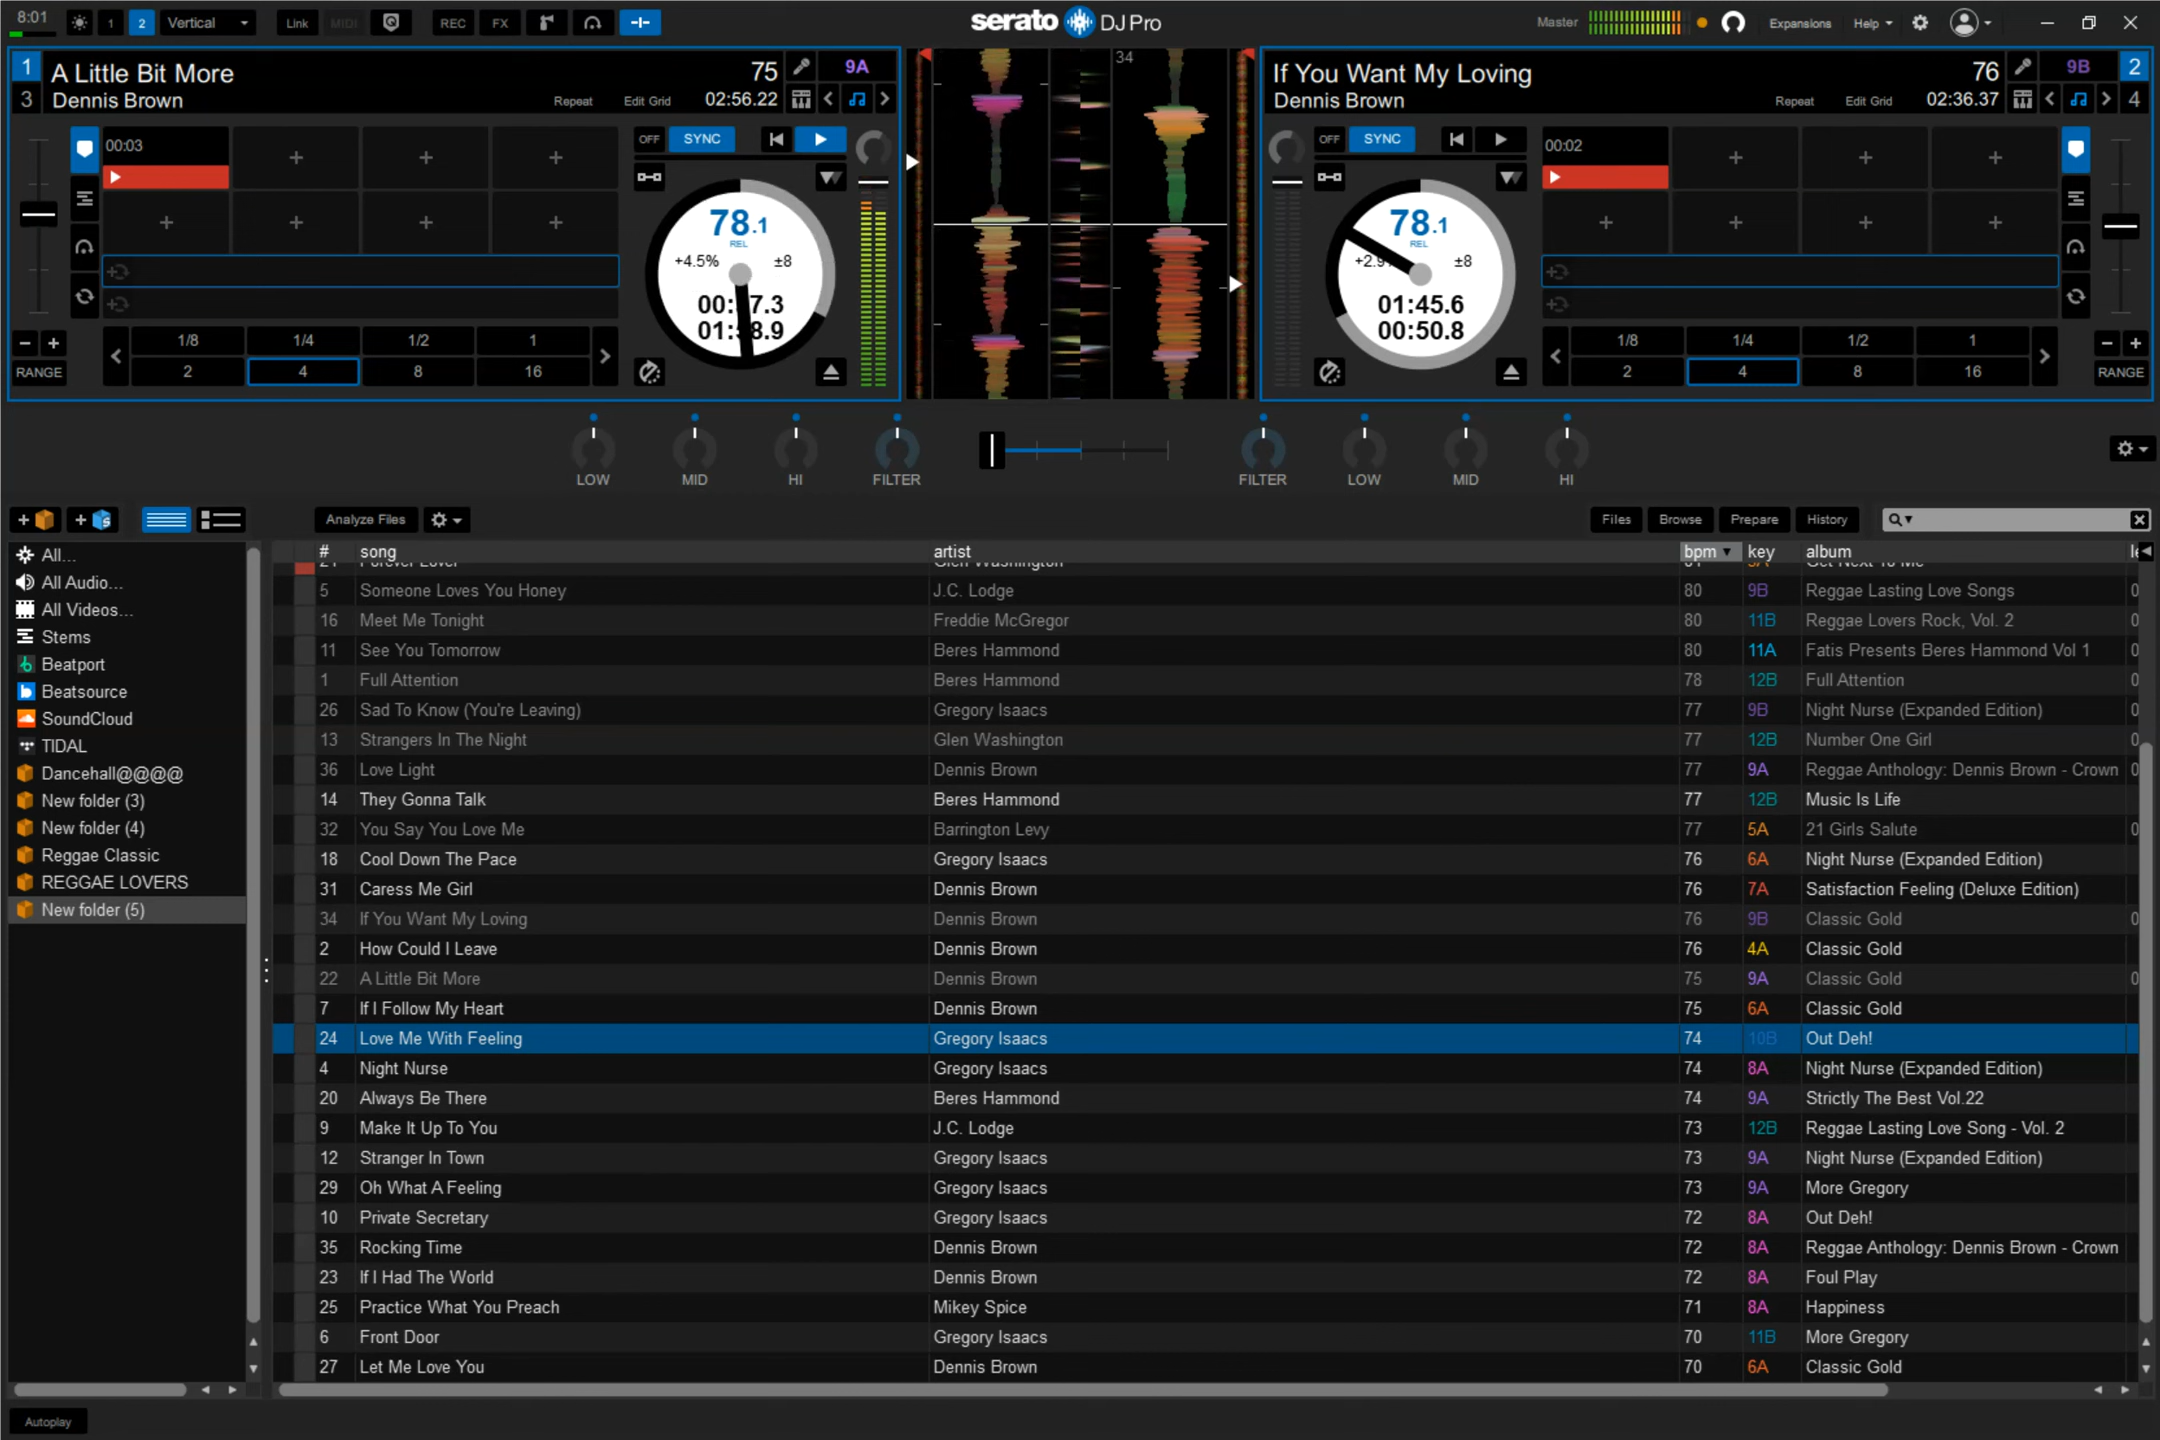 8:01 1 2 Vertical Link MIDI REC FX serato DJ Pro Master Expansions Help
1 A Little Bit More 75 9A
3 Dennis Brown Repeat Edit Grid 02:56.22
34
If You Want My Loving 76 9B 2
Dennis Brown Repeat Edit Grid 02:36.37 4
00:03
OFF SYNC
78.1
REL
+4.5% ±8
1/8 1/4 1/2 1
2 4 8 16
RANGE
00:02
OFF SYNC
78.1
REL
±8
01:45.6
00:50.8
1/8 1/4 1/2 1
2 4 8 16
RANGE
LOW MID HI FILTER FILTER LOW MID HI
Analyze Files Files Browse Prepare History
All...
All Audio...
All Videos...
Stems
Beatport
Beatsource
SoundCloud
TIDAL
Dancehall@@@@
New folder (3)
New folder (4)
Reggae Classic
REGGAE LOVERS
New folder (5)
# song artist bpm key album
5 Someone Loves You Honey J.C. Lodge 80 9B Reggae Lasting Love Songs
16 Meet Me Tonight Freddie McGregor 80 11B Reggae Lovers Rock, Vol. 2
11 See You Tomorrow Beres Hammond 80 11A Fatis Presents Beres Hammond Vol 1
1 Full Attention Beres Hammond 78 12B Full Attention
26 Sad To Know (You're Leaving) Gregory Isaacs 77 9B Night Nurse (Expanded Edition)
13 Strangers In The Night Glen Washington 77 12B Number One Girl
36 Love Light Dennis Brown 77 9A Reggae Anthology: Dennis Brown - Crown
14 They Gonna Talk Beres Hammond 77 12B Music Is Life
32 You Say You Love Me Barrington Levy 77 5A 21 Girls Salute
18 Cool Down The Pace Gregory Isaacs 76 6A Night Nurse (Expanded Edition)
31 Caress Me Girl Dennis Brown 76 7A Satisfaction Feeling (Deluxe Edition)
34 If You Want My Loving Dennis Brown 76 9B Classic Gold
2 How Could I Leave Dennis Brown 76 4A Classic Gold
22 A Little Bit More Dennis Brown 75 9A Classic Gold
7 If I Follow My Heart Dennis Brown 75 6A Classic Gold
24 Love Me With Feeling Gregory Isaacs 74 10B Out Deh!
4 Night Nurse Gregory Isaacs 74 8A Night Nurse (Expanded Edition)
20 Always Be There Beres Hammond 74 9A Strictly The Best Vol.22
9 Make It Up To You J.C. Lodge 73 12B Reggae Lasting Love Song - Vol. 2
12 Stranger In Town Gregory Isaacs 73 9A Night Nurse (Expanded Edition)
29 Oh What A Feeling Gregory Isaacs 73 9A More Gregory
10 Private Secretary Gregory Isaacs 72 8A Out Deh!
35 Rocking Time Dennis Brown 72 8A Reggae Anthology: Dennis Brown - Crown
23 If I Had The World Dennis Brown 72 8A Foul Play
25 Practice What You Preach Mikey Spice 71 8A Happiness
6 Front Door Gregory Isaacs 70 11B More Gregory
27 Let Me Love You Dennis Brown 70 6A Classic Gold
Autoplay